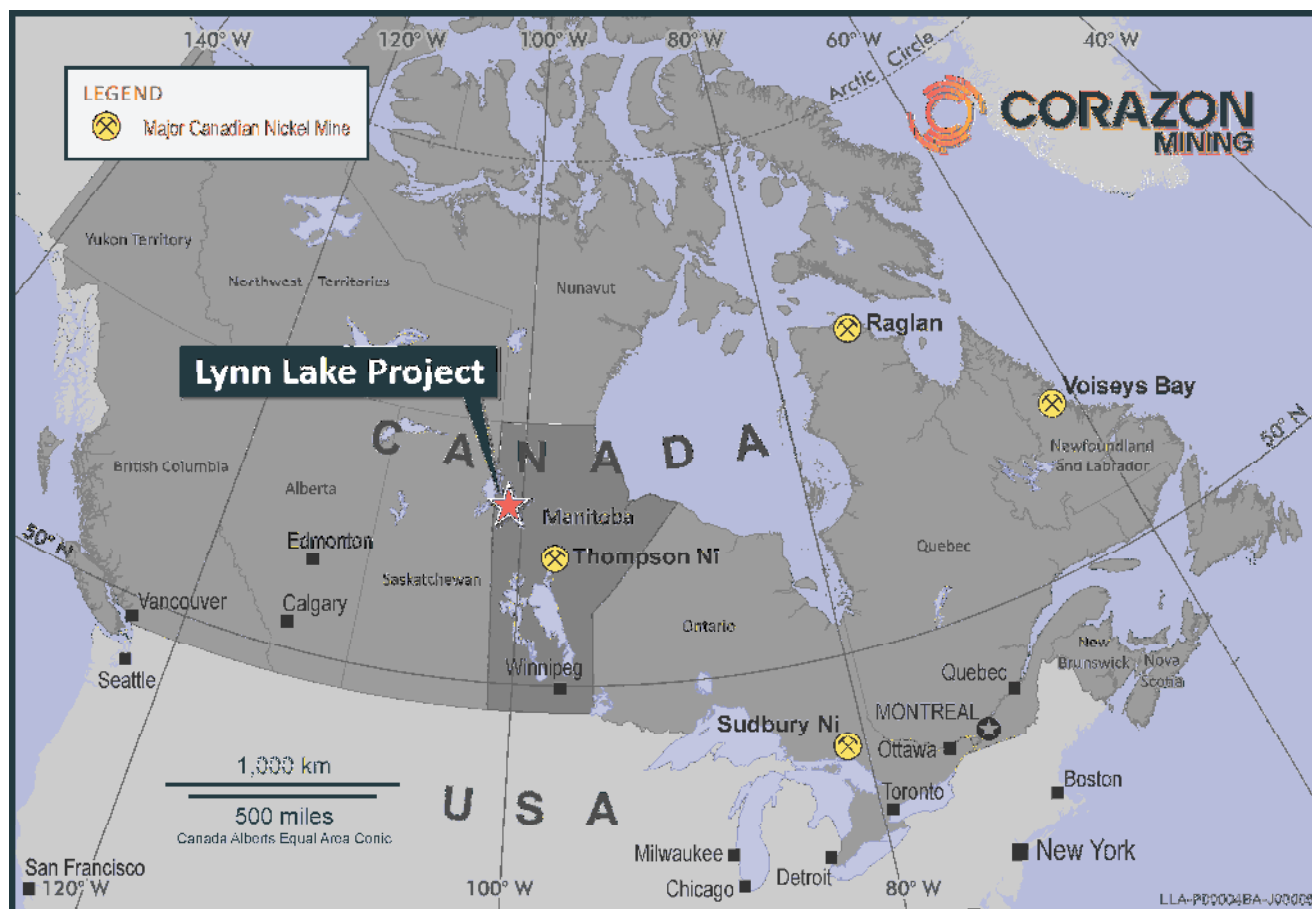 140° W
120° W
100° W
80° W
60° W
40° W
Arctic Circle
LEGEND
Major Canadian Nickel Mine
CORAZON
MINING
Yukon Territory
Northwest Territories
Nunavut
Raglan
Lynn Lake Project
Voiseys Bay
50° N
CANADA
Newfoundland
and Labrador
British Columbia
Alberta
Manitoba
50° N
Edmonton
Thompson Ni
Quebec
Saskatchewan
Vancouver
Calgary
Ontario
New
Brunswick
Nova
Scotia
Seattle
Winnipeg
Quebec
MONTREAL
Sudbury Ni
Ottawa
1,000 km
500 miles
Canada Alberts Equal Area Conic
USA
Toronto
Boston
Milwaukee
Detroit
New York
San Francisco
Chicago
120° W
100° W
80° W